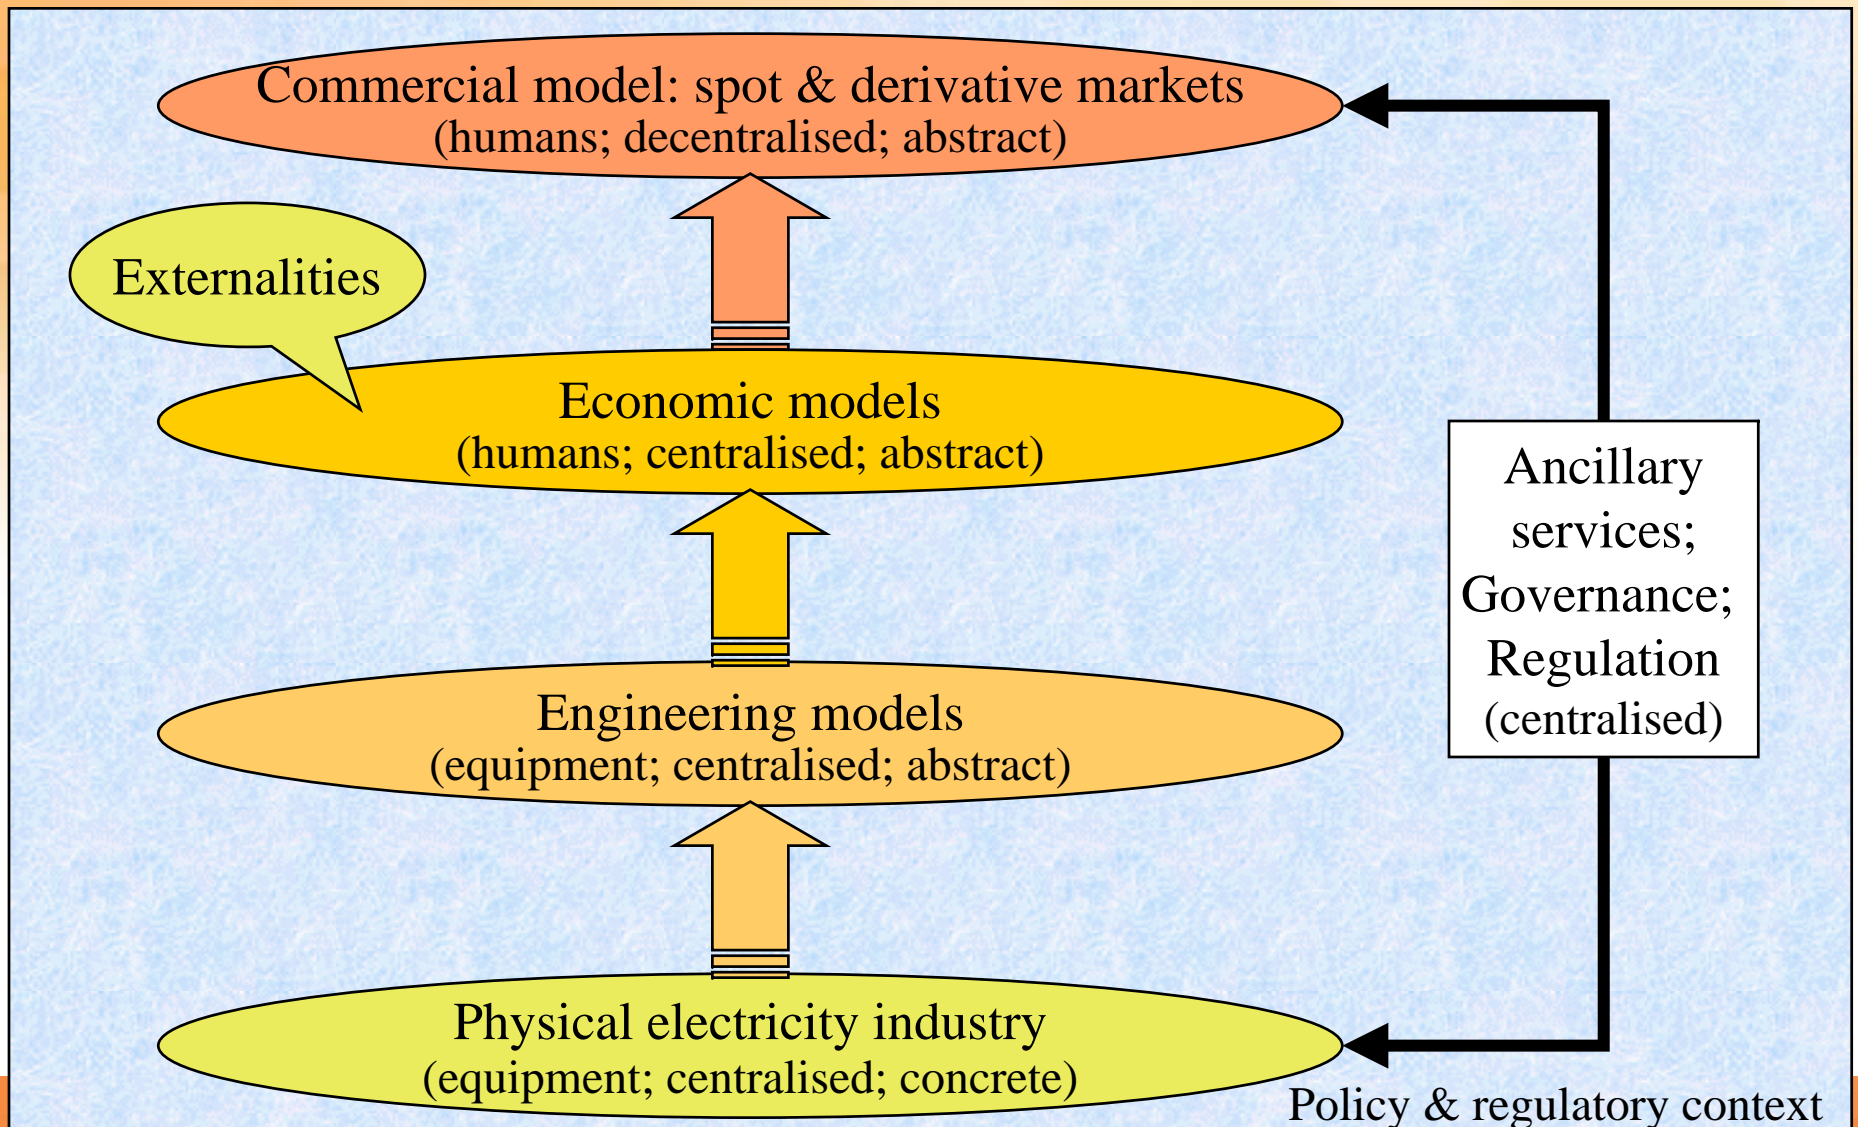 Commercial model: spot & derivative markets
(humans; decentralised; abstract)
Externalities
Economic models
(humans; centralised; abstract)
Ancillary
services;
Governance;
Regulation
(centralised)
Engineering models
(equipment; centralised; abstract)
Physical electricity industry
(equipment; centralised; concrete)
Policy & regulatory context